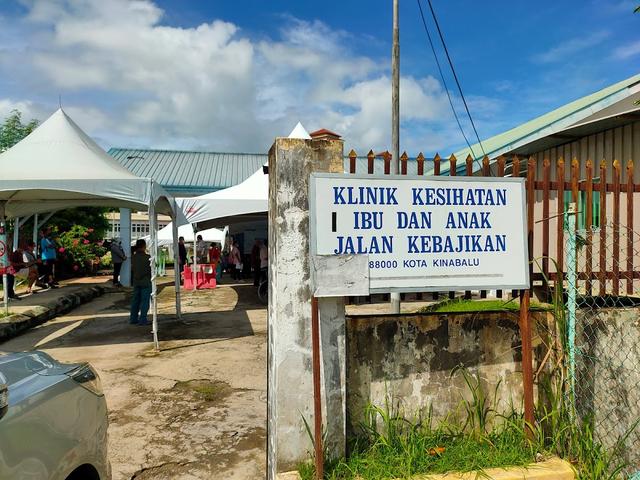 KLINIK KESIHATAN
IBU DAN ANAK
JALAN KEBAJIKAN
88000 KOTA KINABALU